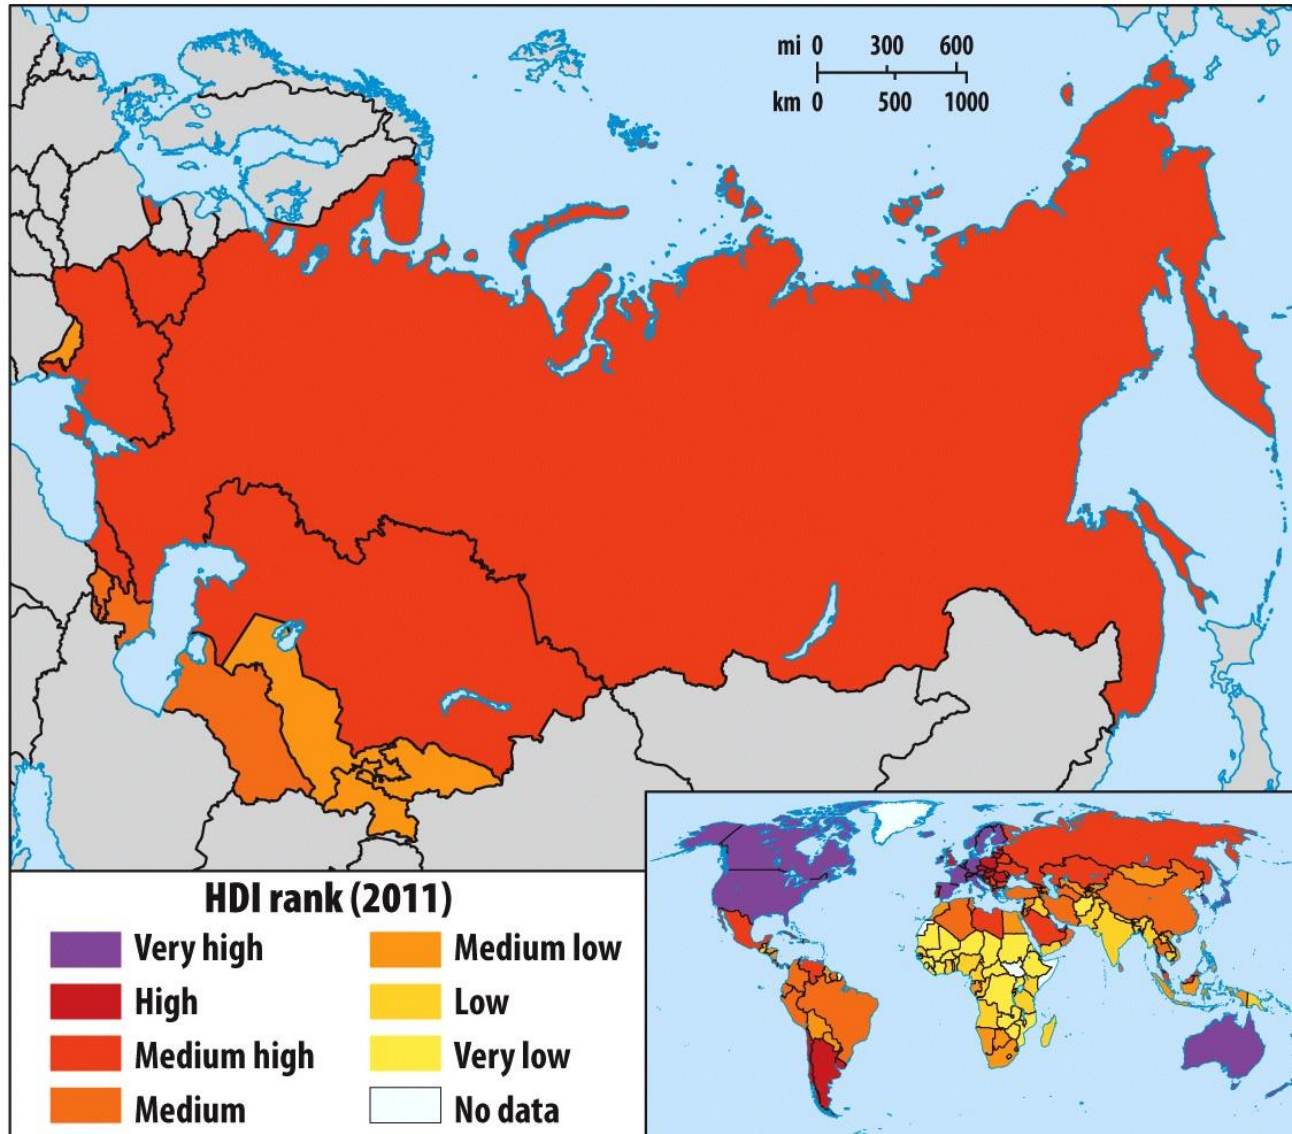 mi 0 300 600
km 0 500 1000
HDI rank (2011)
Very high
High
Medium high
Medium
Medium low
Low
Very low
No data